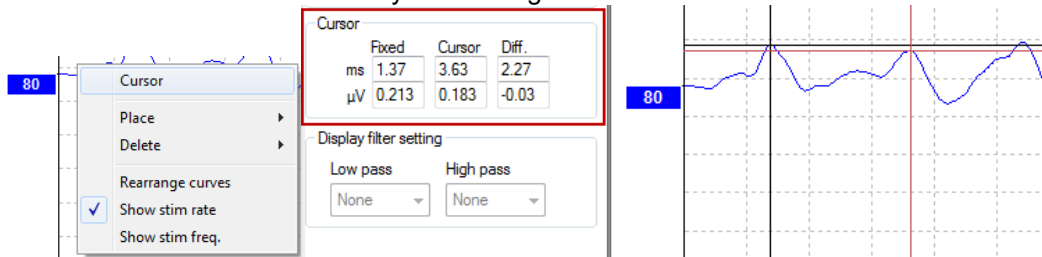 80
Cursor
Place
Delete
Rearrange curves
Show stim rate
Show stim freq.
Cursor
Fixed Cursor Diff.
ms 1.37 3.63 2.27
µV 0.213 0.183 -0.03
Display filter setting
Low pass High pass
None None
80